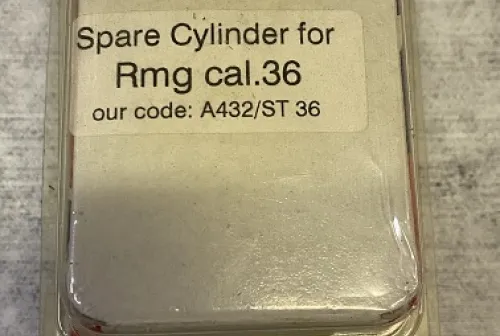 Spare Cylinder for
Rmg cal.36
our code: A432/ST 36